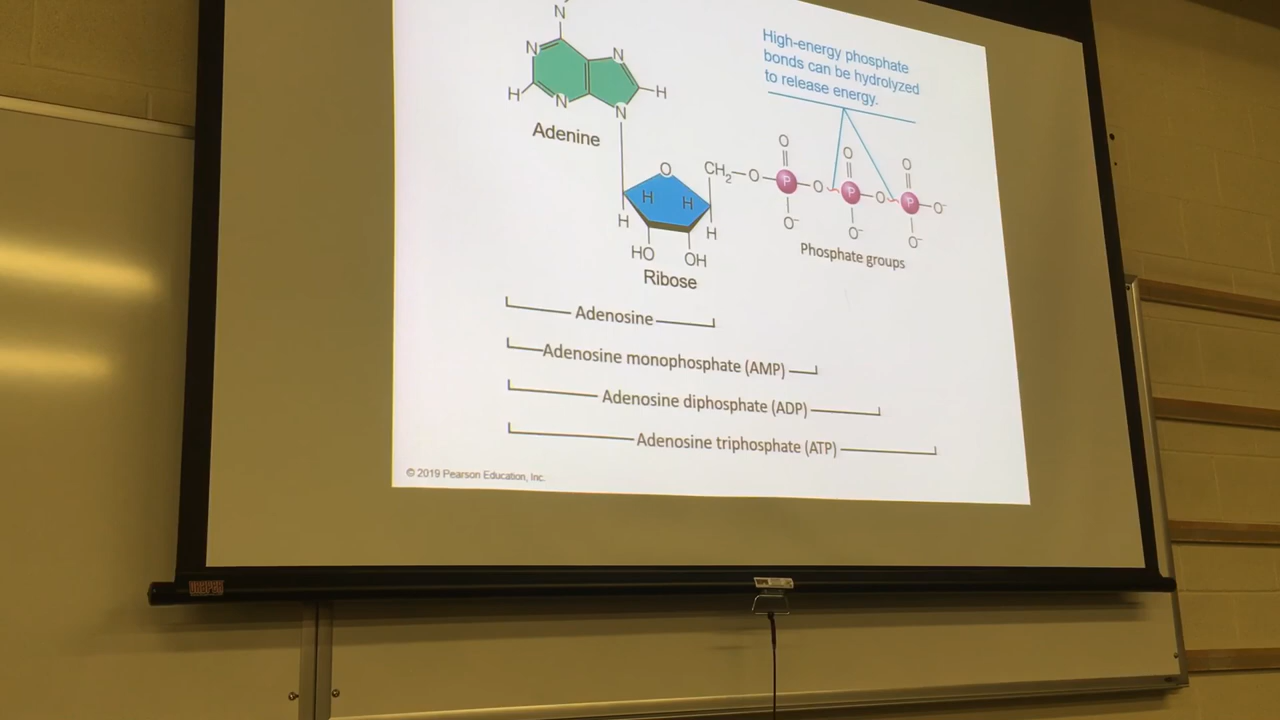 N
N
N
H
N
N
H
Adenine
High-energy phosphate
bonds can be hydrolyzed
to release energy.
O
O
O
O
CH2—O—P—O
P—O
P—O-
H
H
H
H
O-
O-
O-
HO
OH
Phosphate groups
Ribose
Adenosine
Adenosine monophosphate (AMP)
Adenosine diphosphate (ADP)
Adenosine triphosphate (ATP)
© 2019 Pearson Education, Inc.